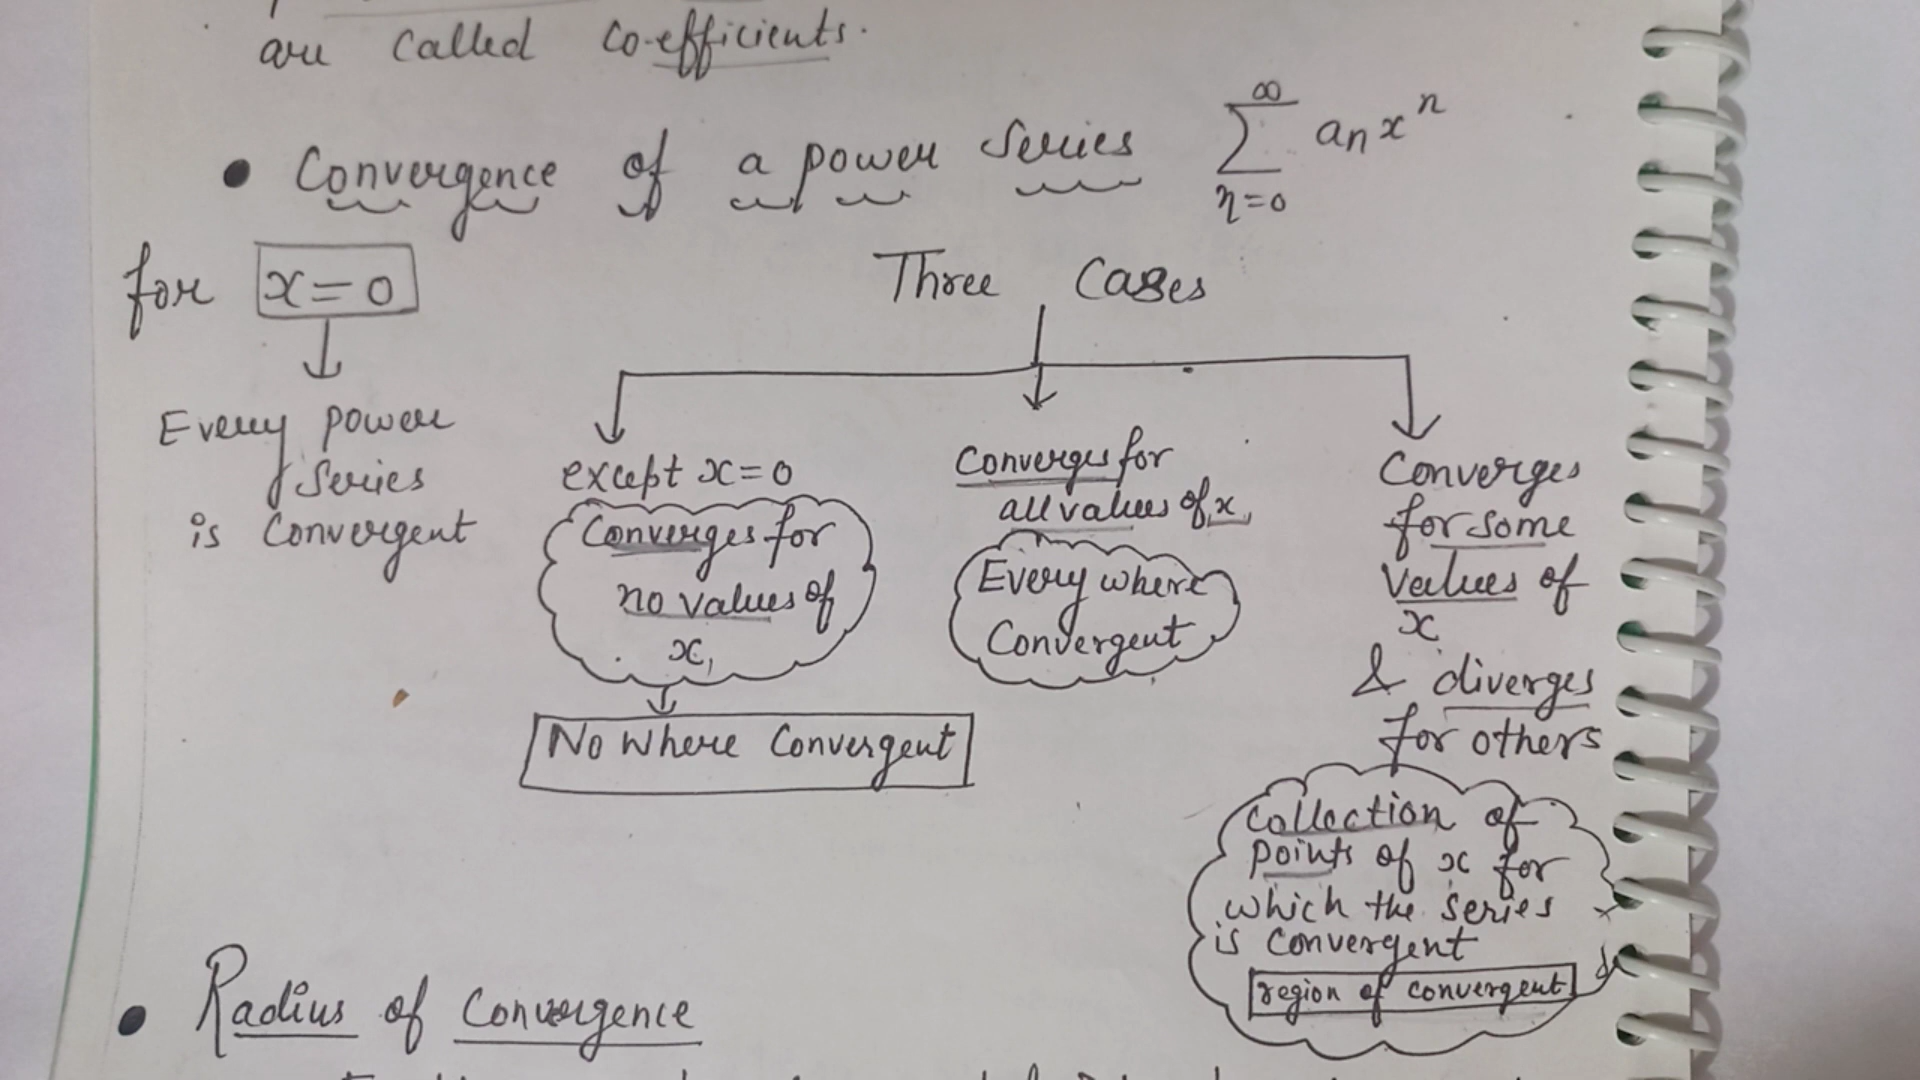 are called co-efficients.
• Convergence of a power series ∑_{n=0}^{∞} a_n x^n
for x=0
Every power
series
is Convergent
Three Cases
except x=0
Converges for
no values of
x,
No where Convergent
Converges for
all values of x,
Every where
Convergent
Converges
for some
values of
x
& diverges
for others
Collection of
points of x for
which the series
is convergent
region of convergent
• Radius of Convergence